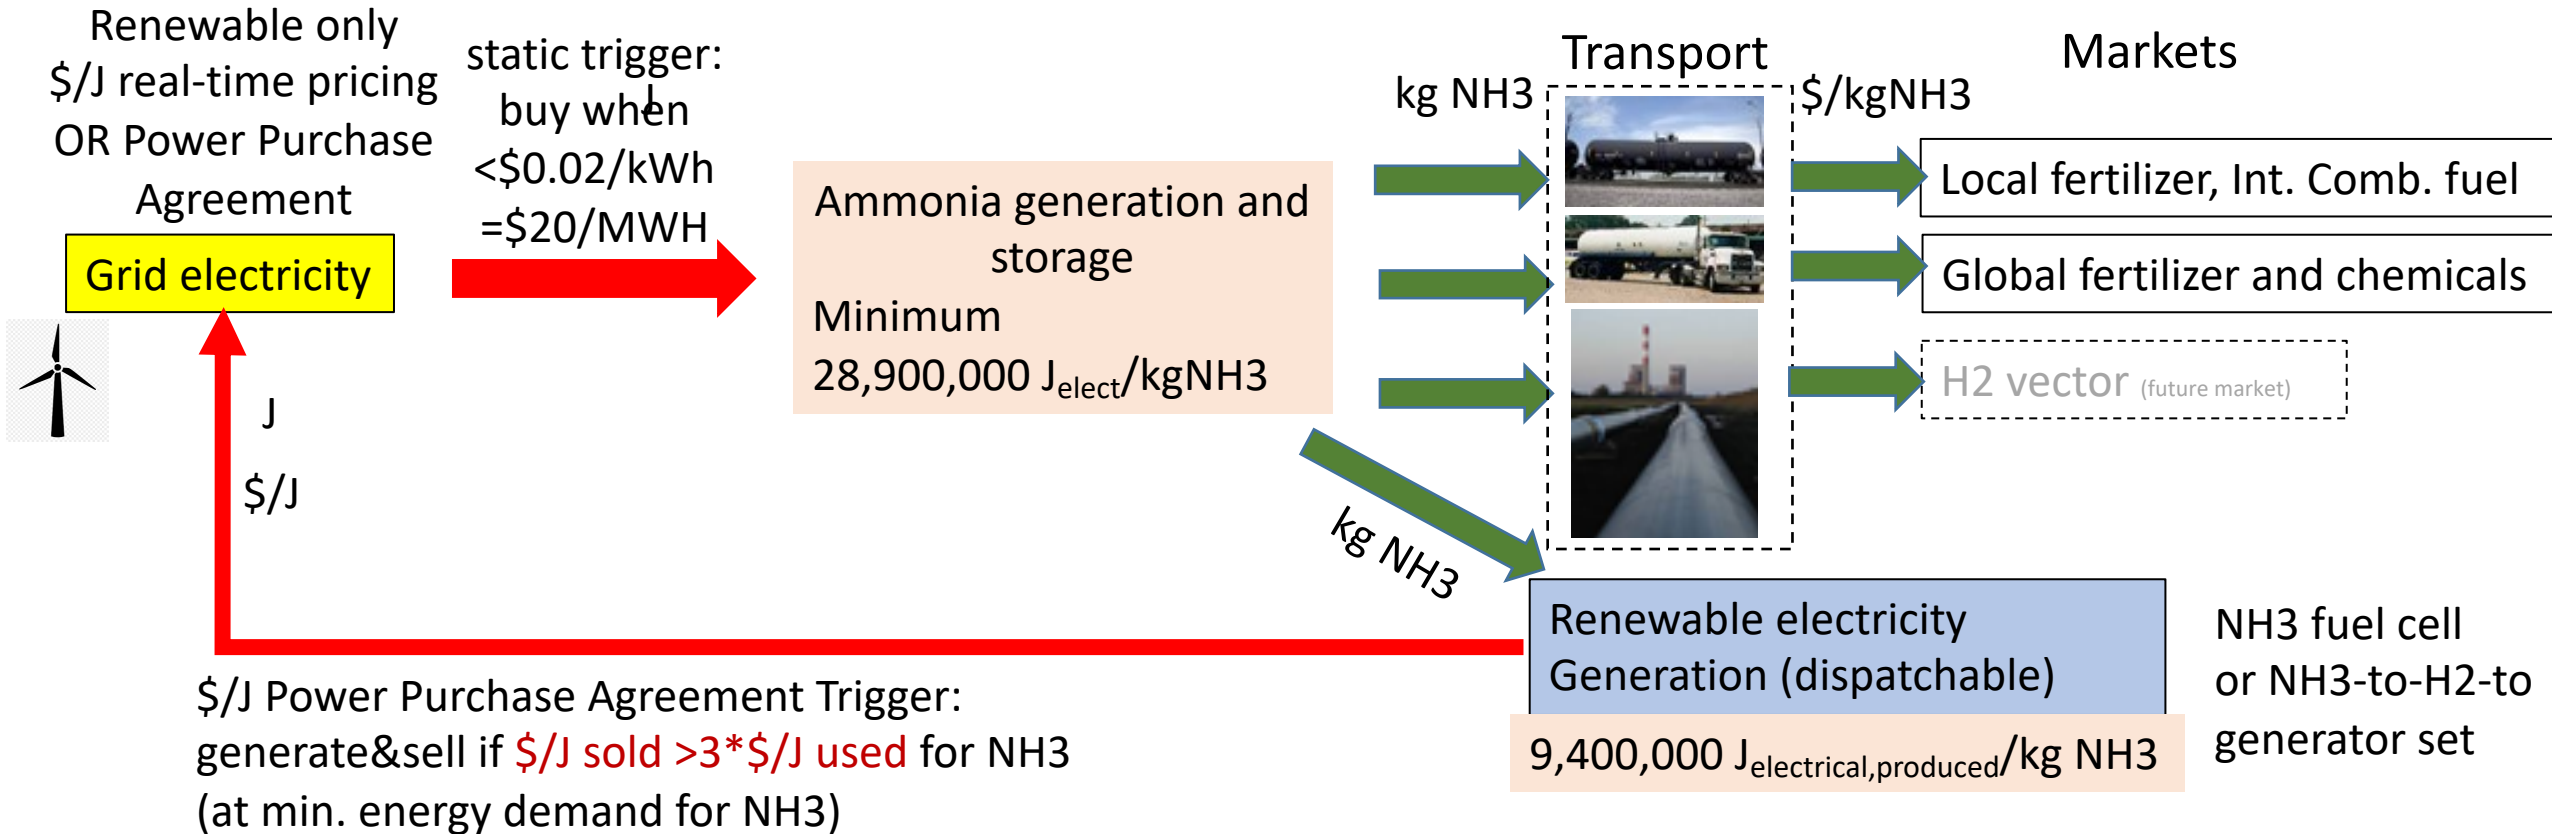 Renewable only
$/J real-time pricing
OR Power Purchase
Agreement
Grid electricity
static trigger:
J
buy when
<$0.02/kWh
=$20/MWH
Ammonia generation and
storage
Minimum
28,900,000 Jelect/kgNH3
kg NH3
Transport
$/kgNH3
Markets
Local fertilizer, Int. Comb. fuel
Global fertilizer and chemicals
H2 vector (future market)
J
$/J
kg NH3
Renewable electricity
Generation (dispatchable)
9,400,000 Jelectrical,produced/kg NH3
NH3 fuel cell
or NH3-to-H2-to
generator set
$/J Power Purchase Agreement Trigger:
generate&sell if $/J sold >3*$/J used for NH3
(at min. energy demand for NH3)